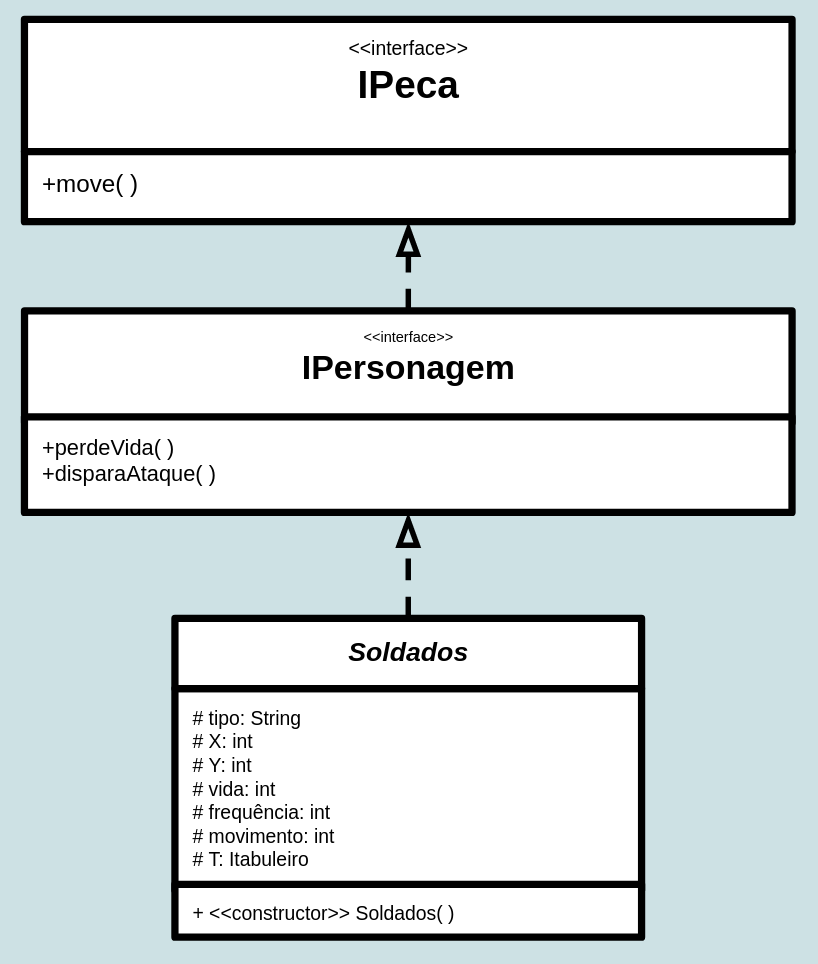 <<interface>>
IPeca
+move( )
<<interface>>
IPersonagem
+perdeVida( )
+disparaAtaque( )
Soldados
# tipo: String
# X: int
# Y: int
# vida: int
# frequência: int
# movimento: int
# T: Itabuleiro
+ <<constructor>> Soldados( )